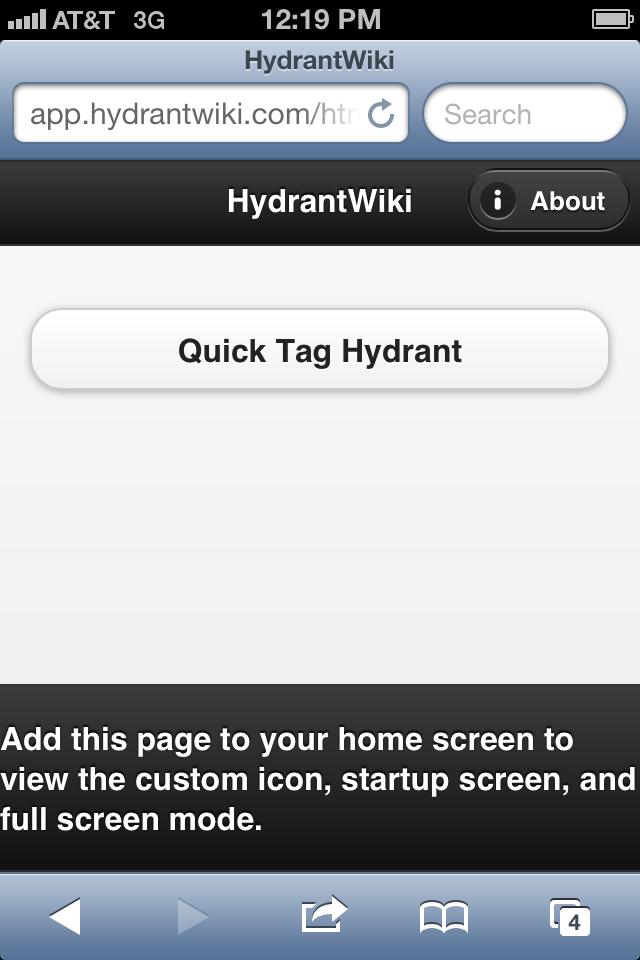 AT&T 3G 12:19 PM
HydrantWiki
app.hydrantwiki.com/htm Search
HydrantWiki About
Quick Tag Hydrant
Add this page to your home screen to
view the custom icon, startup screen, and
full screen mode.
4